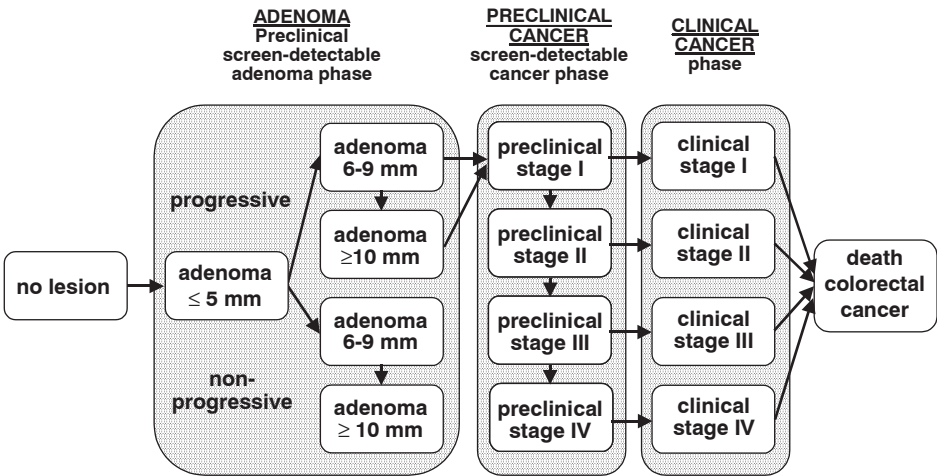 ADENOMA
Preclinical
screen-detectable
adenoma phase
PRECLINICAL
CANCER
screen-detectable
cancer phase
CLINICAL
CANCER
phase
no lesion
progressive
non-
progressive
adenoma
≤ 5 mm
adenoma
6-9 mm
adenoma
≥10 mm
adenoma
6-9 mm
adenoma
≥ 10 mm
preclinical
stage I
preclinical
stage II
preclinical
stage III
preclinical
stage IV
clinical
stage I
clinical
stage II
clinical
stage III
clinical
stage IV
death
colorectal
cancer